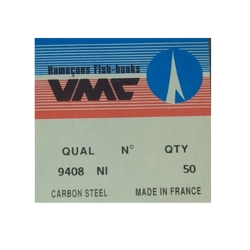 Hameçons fish-hooks
VMC
QUAL N° QTY
9408 NI 50
CARBON STEEL MADE IN FRANCE